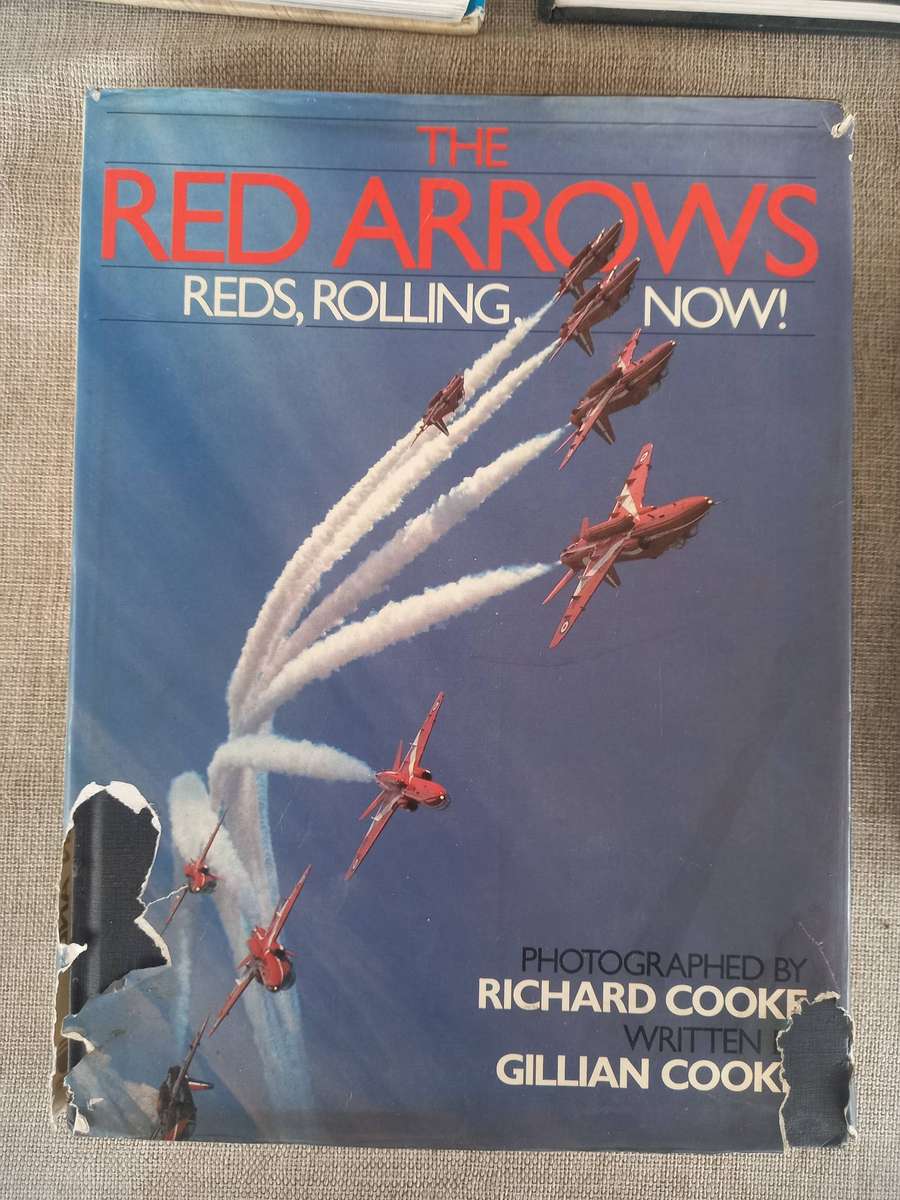 THE
RED ARROWS
REDS, ROLLING, NOW!
PHOTOGRAPHED BY
RICHARD COOKE
WRITTEN
GILLIAN COOK